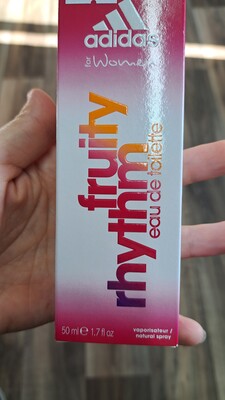 adidas
for Women
fruity
rhythm
eau de toilette
50 ml e 1.7 fl oz
vaporisateur /
natural spray